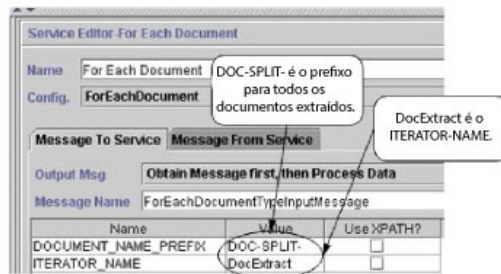 Service Editor-For Each Document
Name For Each Document
DOC-SPLIT- é o prefixo
para todos os
documentos extraídos.
Config. ForEachDocument
DocExtract é o
ITERATOR-NAME.
Message To Service Message From Service
Output Msg Obtain Message first, then Process Data
Message Name ForEachDocumentTypeInputMessage
Name Value Use XPATH?
DOCUMENT_NAME_PREFIX DOC-SPLIT-
ITERATOR_NAME DocExtract